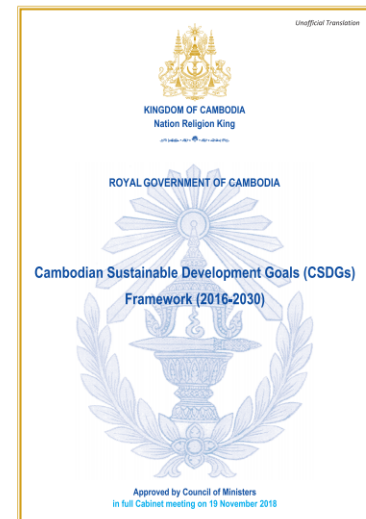 Unofficial Translation
KINGDOM OF CAMBODIA
Nation Religion King
ROYAL GOVERNMENT OF CAMBODIA
Cambodian Sustainable Development Goals (CSDGs)
Framework (2016-2030)
Approved by Council of Ministers
in full Cabinet meeting on 19 November 2018